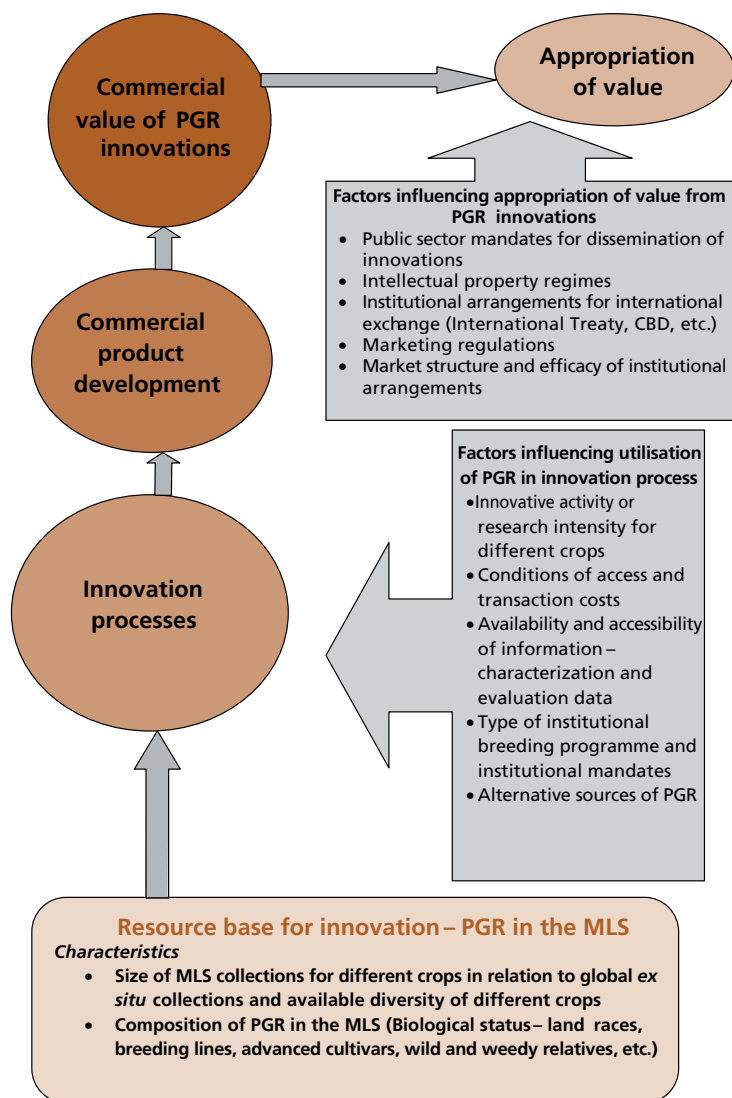 Commercial
value of PGR
innovations
Appropriation
of value
Factors influencing appropriation of value from
PGR innovations
• Public sector mandates for dissemination of
innovations
• Intellectual property regimes
• Institutional arrangements for international
exchange (International Treaty, CBD, etc.)
• Marketing regulations
• Market structure and efficacy of institutional
arrangements
Commercial
product
development
Factors influencing utilisation
of PGR in innovation process
•Innovative activity or
research intensity for
different crops
• Conditions of access and
transaction costs
• Availability and accessibility
of information –
characterization and
evaluation data
• Type of institutional
breeding programme and
institutional mandates
• Alternative sources of PGR
Innovation
processes
Resource base for innovation – PGR in the MLS
Characteristics
• Size of MLS collections for different crops in relation to global ex
situ collections and available diversity of different crops
• Composition of PGR in the MLS (Biological status – land races,
breeding lines, advanced cultivars, wild and weedy relatives, etc.)